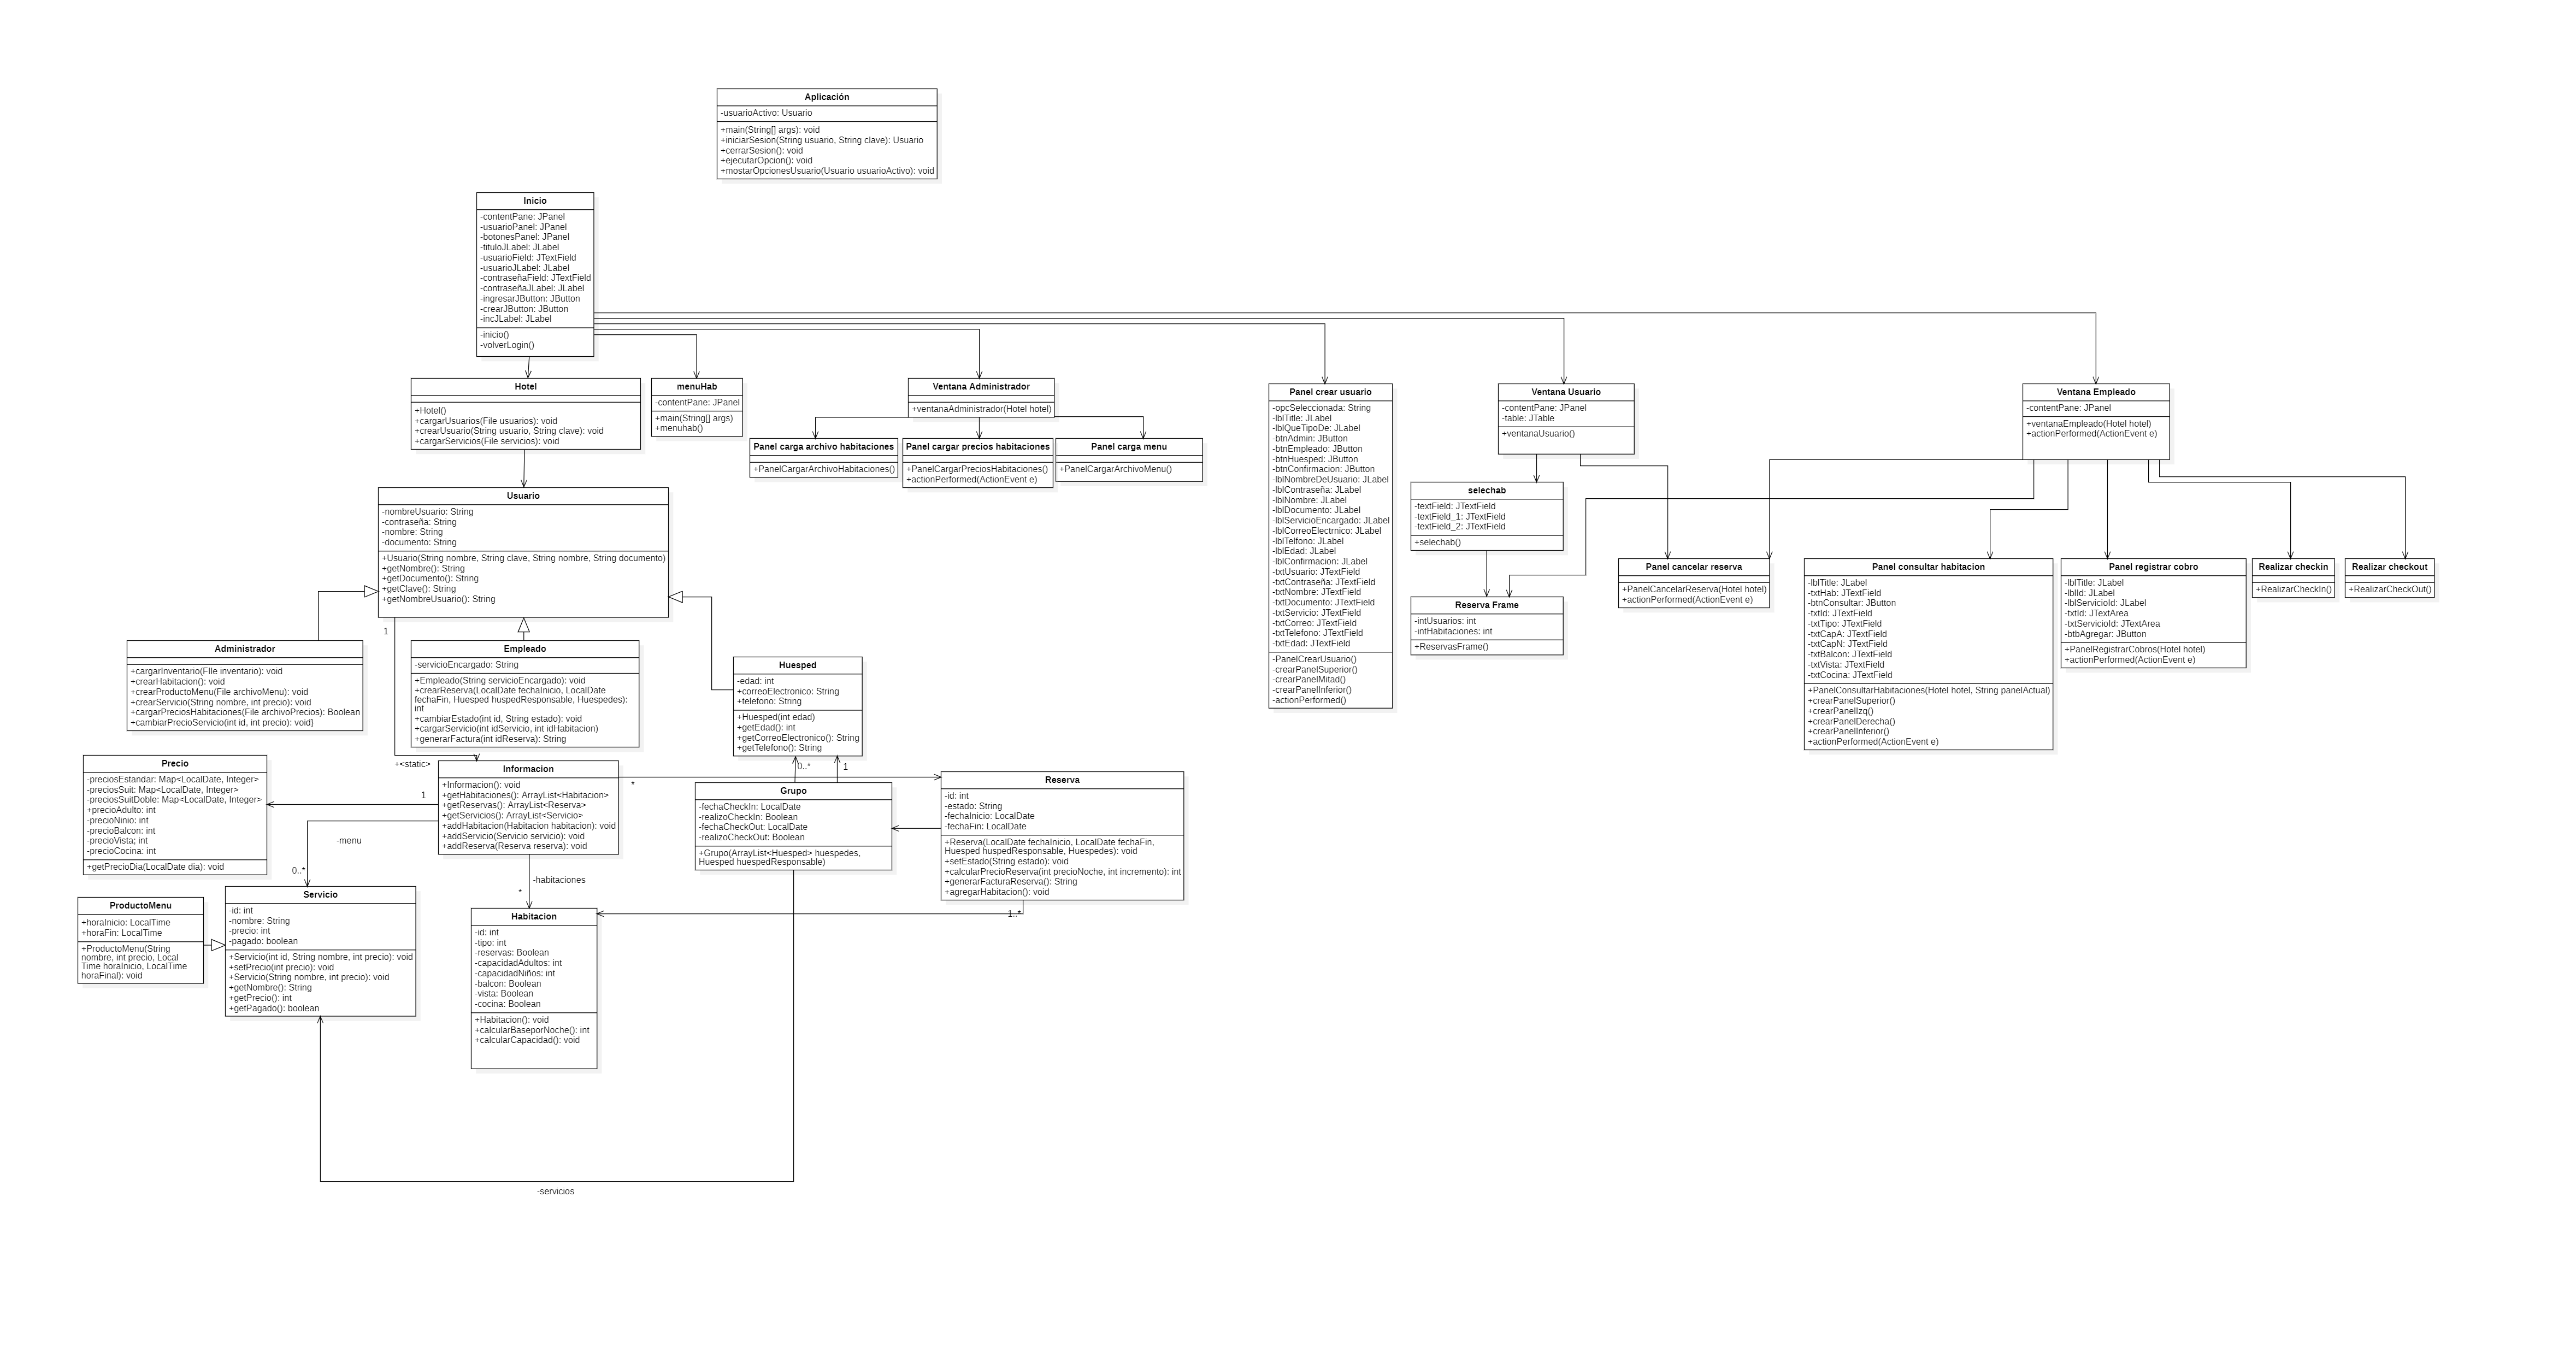 Aplicación
-usuarioActivo: Usuario
+main(String[] args): void
+iniciarSesion(String usuario, String clave): Usuario
+cerrarSesion(): void
+ejecutarOpcion(): void
+mostarOpcionesUsuario(Usuario usuarioActivo): void
Inicio
-contentPane: JPanel
-usuarioPanel: JPanel
-botonesPanel: JPanel
-tituloJLabel: JLabel
-usuarioField: JTextField
-usuarioJLabel: JLabel
-contraseñaField: JTextField
-contraseñaJLabel: JLabel
-ingresarJButton: JButton
-crearJButton: JButton
-incJLabel: JLabel
-inicio()
-volverLogin()
Hotel
+Hotel()
+cargarUsuarios(File usuarios): void
+crearUsuario(String usuario, String clave): void
+cargarServicios(File servicios): void
menuHab
-contentPane: JPanel
+main(String[] args)
+menuhab()
Ventana Administrador
+ventanaAdministrador(Hotel hotel)
Panel carga archivo habitaciones
+PanelCargarArchivoHabitaciones()
Panel cargar precios habitaciones
+PanelCargarPreciosHabitaciones()
+actionPerformed(ActionEvent e)
Panel carga menu
+PanelCargarArchivoMenu()
Panel crear usuario
-opcSeleccionada: String
-lblTitle: JLabel
-lblQueTipoDe: JLabel
-btnAdmin: JButton
-btnEmpleado: JButton
-btnHuesped: JButton
-btnConfirmacion: JButton
-lblNombreDeUsuario: JLabel
-lblContraseña: JLabel
-lblNombre: JLabel
-lblDocumento: JLabel
-lblServicioEncargado: JLabel
-lblCorreoElectrnico: JLabel
-lblTelfono: JLabel
-lblEdad: JLabel
-lblConfirmacion: JLabel
-txtUsuario: JTextField
-txtContraseña: JTextField
-txtNombre: JTextField
-txtDocumento: JTextField
-txtServicio: JTextField
-txtCorreo: JTextField
-txtTelefono: JTextField
-txtEdad: JTextField
-PanelCrearUsuario()
-crearPanelSuperior()
-crearPanelMitad()
-crearPanelInferior()
-actionPerformed()
Ventana Usuario
-contentPane: JPanel
-table: JTable
+ventanaUsuario()
Ventana Empleado
-contentPane: JPanel
+ventanaEmpleado(Hotel hotel)
+actionPerformed(ActionEvent e)
selechab
-textField: JTextField
-textField_1: JTextField
-textField_2: JTextField
+selechab()
Reserva Frame
-intUsuarios: int
-intHabitaciones: int
+ReservasFrame()
Panel cancelar reserva
+PanelCancelarReserva(Hotel hotel)
+actionPerformed(ActionEvent e)
Panel consultar habitacion
-lblTitle: JLabel
-txtHab: JTextField
-btnConsultar: JButton
-txtId: JTextField
-txtTipo: JTextField
-txtCapA: JTextField
-txtCapN: JTextField
-txtBalcon: JTextField
-txtVista: JTextField
-txtCocina: JTextField
+PanelConsultarHabitaciones(Hotel hotel, String panelActual)
+crearPanelSuperior()
+crearPanelIzq()
+crearPanelDerecha()
+crearPanelInferior()
+actionPerformed(ActionEvent e)
Panel registrar cobro
-lblTitle: JLabel
-lblId: JLabel
-lblServicioId: JLabel
-txtId: JTextArea
-txtServicioId: JTextArea
-btbAgregar: JButton
+PanelRegistrarCobros(Hotel hotel)
+actionPerformed(ActionEvent e)
Realizar checkin
+RealizarCheckIn()
Realizar checkout
+RealizarCheckOut()
Usuario
-nombreUsuario: String
-contraseña: String
-nombre: String
-documento: String
+Usuario(String nombre, String clave, String nombre, String documento)
+getNombre(): String
+getDocumento(): String
+getClave(): String
+getNombreUsuario(): String
1
Administrador
+cargarInventario(FIle inventario): void
+crearHabitacion(): void
+crearProductoMenu(File archivoMenu): void
+crearServicio(String nombre, int precio): void
+cargarPreciosHabitaciones(File archivoPrecios): Boolean
+cambiarPrecioServicio(int id, int precio): void}
Empleado
-servicioEncargado: String
+Empleado(String servicioEncargado): void
+crearReserva(LocalDate fechaInicio, LocalDate
fechaFin, Huesped huspedResponsable, Huespedes):
int
+cambiarEstado(int id, String estado): void
+cargarServicio(int idServicio, int idHabitacion)
+generarFactura(int idReserva): String
Huesped
-edad: int
+correoElectronico: String
+telefono: String
+Huesped(int edad)
+getEdad(): int
+getCorreoElectronico(): String
+getTelefono(): String
+<static>
0..*
1
Precio
-preciosEstandar: Map<LocalDate, Integer>
-preciosSuit: Map<LocalDate, Integer>
-preciosSuitDoble: Map<LocalDate, Integer>
+precioAdulto: int
-precioNinio: int
-precioBalcon: int
-precioVista; int
-precioCocina: int
+getPrecioDia(LocalDate dia): void
1
Informacion
+Informacion(): void
+getHabitaciones(): ArrayList<Habitacion>
+getReservas(): ArrayList<Reserva>
+getServicios(): ArrayList<Servicio>
+addHabitacion(Habitacion habitacion): void
+addServicio(Servicio servicio): void
+addReserva(Reserva reserva): void
*
Grupo
-fechaCheckIn: LocalDate
-realizoCheckIn: Boolean
-fechaCheckOut: LocalDate
-realizoCheckOut: Boolean
+Grupo(ArrayList<Huesped> huespedes,
Huesped huespedResponsable)
Reserva
-id: int
-estado: String
-fechaInicio: LocalDate
-fechaFin: LocalDate
+Reserva(LocalDate fechaInicio, LocalDate fechaFin,
Huesped huspedResponsable, Huespedes): void
+setEstado(String estado): void
+calcularPrecioReserva(int precioNoche, int incremento): int
+generarFacturaReserva(): String
+agregarHabitacion(): void
-menu
0..*
-habitaciones
*
1..*
ProductoMenu
+horaInicio: LocalTime
+horaFin: LocalTime
+ProductoMenu(String
nombre, int precio, Local
Time horaInicio, LocalTime
horaFinal): void
Servicio
-id: int
-nombre: String
-precio: int
-pagado: boolean
+Servicio(int id, String nombre, int precio): void
+setPrecio(int precio): void
+Servicio(String nombre, int precio): void
+getNombre(): String
+getPrecio(): int
+getPagado(): boolean
Habitacion
-id: int
-tipo: int
-reservas: Boolean
-capacidadAdultos: int
-capacidadNiños: int
-balcon: Boolean
-vista: Boolean
-cocina: Boolean
+Habitacion(): void
+calcularBaseporNoche(): int
+calcularCapacidad(): void
-servicios